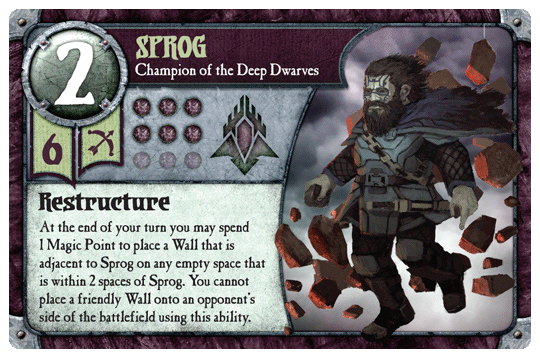 2
SPROG
Champion of the Deep Dwarves
6
Restructure
At the end of your turn you may spend
1 Magic Point to place a Wall that is
adjacent to Sprog on any empty space that
is within 2 spaces of Sprog. You cannot
place a friendly Wall onto an opponent's
side of the battlefield using this ability.